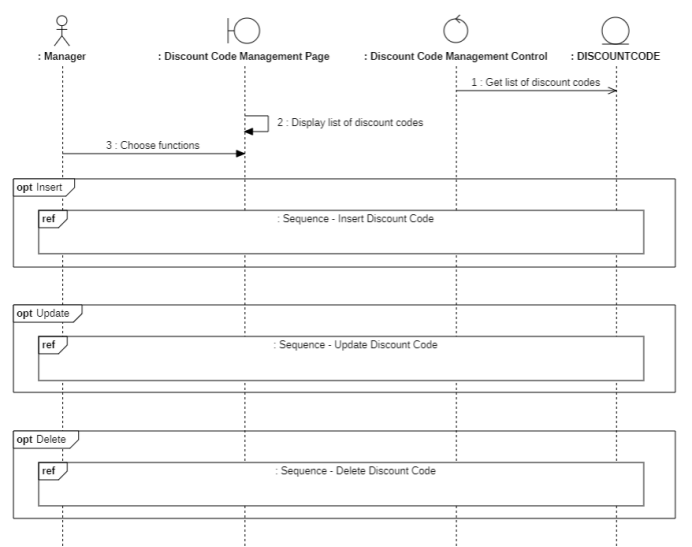 : Manager
: Discount Code Management Page
: Discount Code Management Control
: DISCOUNTCODE
1 : Get list of discount codes
2 : Display list of discount codes
3 : Choose functions
opt Insert
ref
: Sequence - Insert Discount Code
opt Update
ref
: Sequence - Update Discount Code
opt Delete
ref
: Sequence - Delete Discount Code